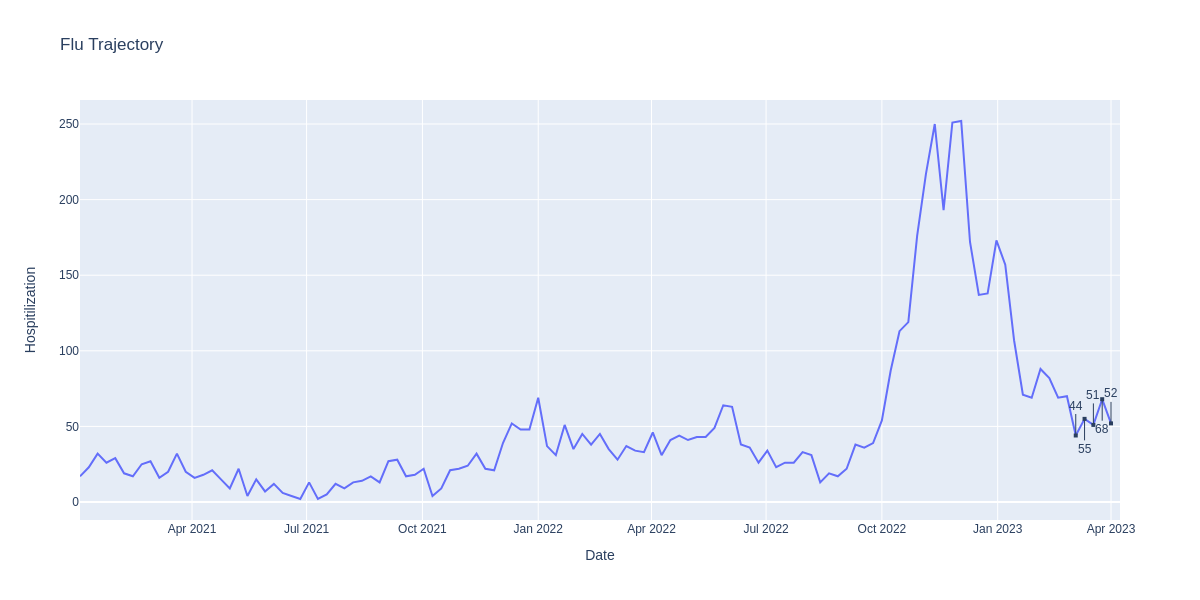 Flu Trajectory
Hospitilization
250
200
150
100
50
0
44
55
51
68
52
Apr 2021
Jul 2021
Oct 2021
Jan 2022
Apr 2022
Jul 2022
Oct 2022
Jan 2023
Apr 2023
Date